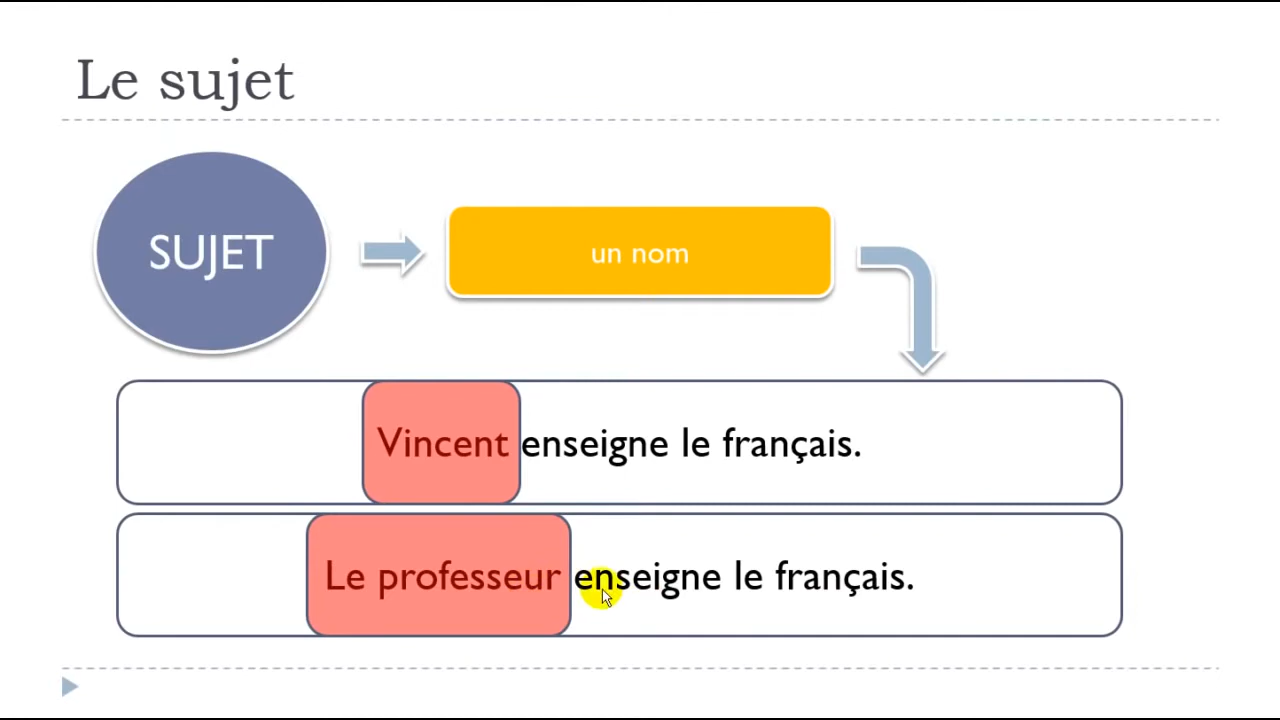 Le sujet
SUJET
un nom
Vincent enseigne le français.
Le professeur enseigne le français.